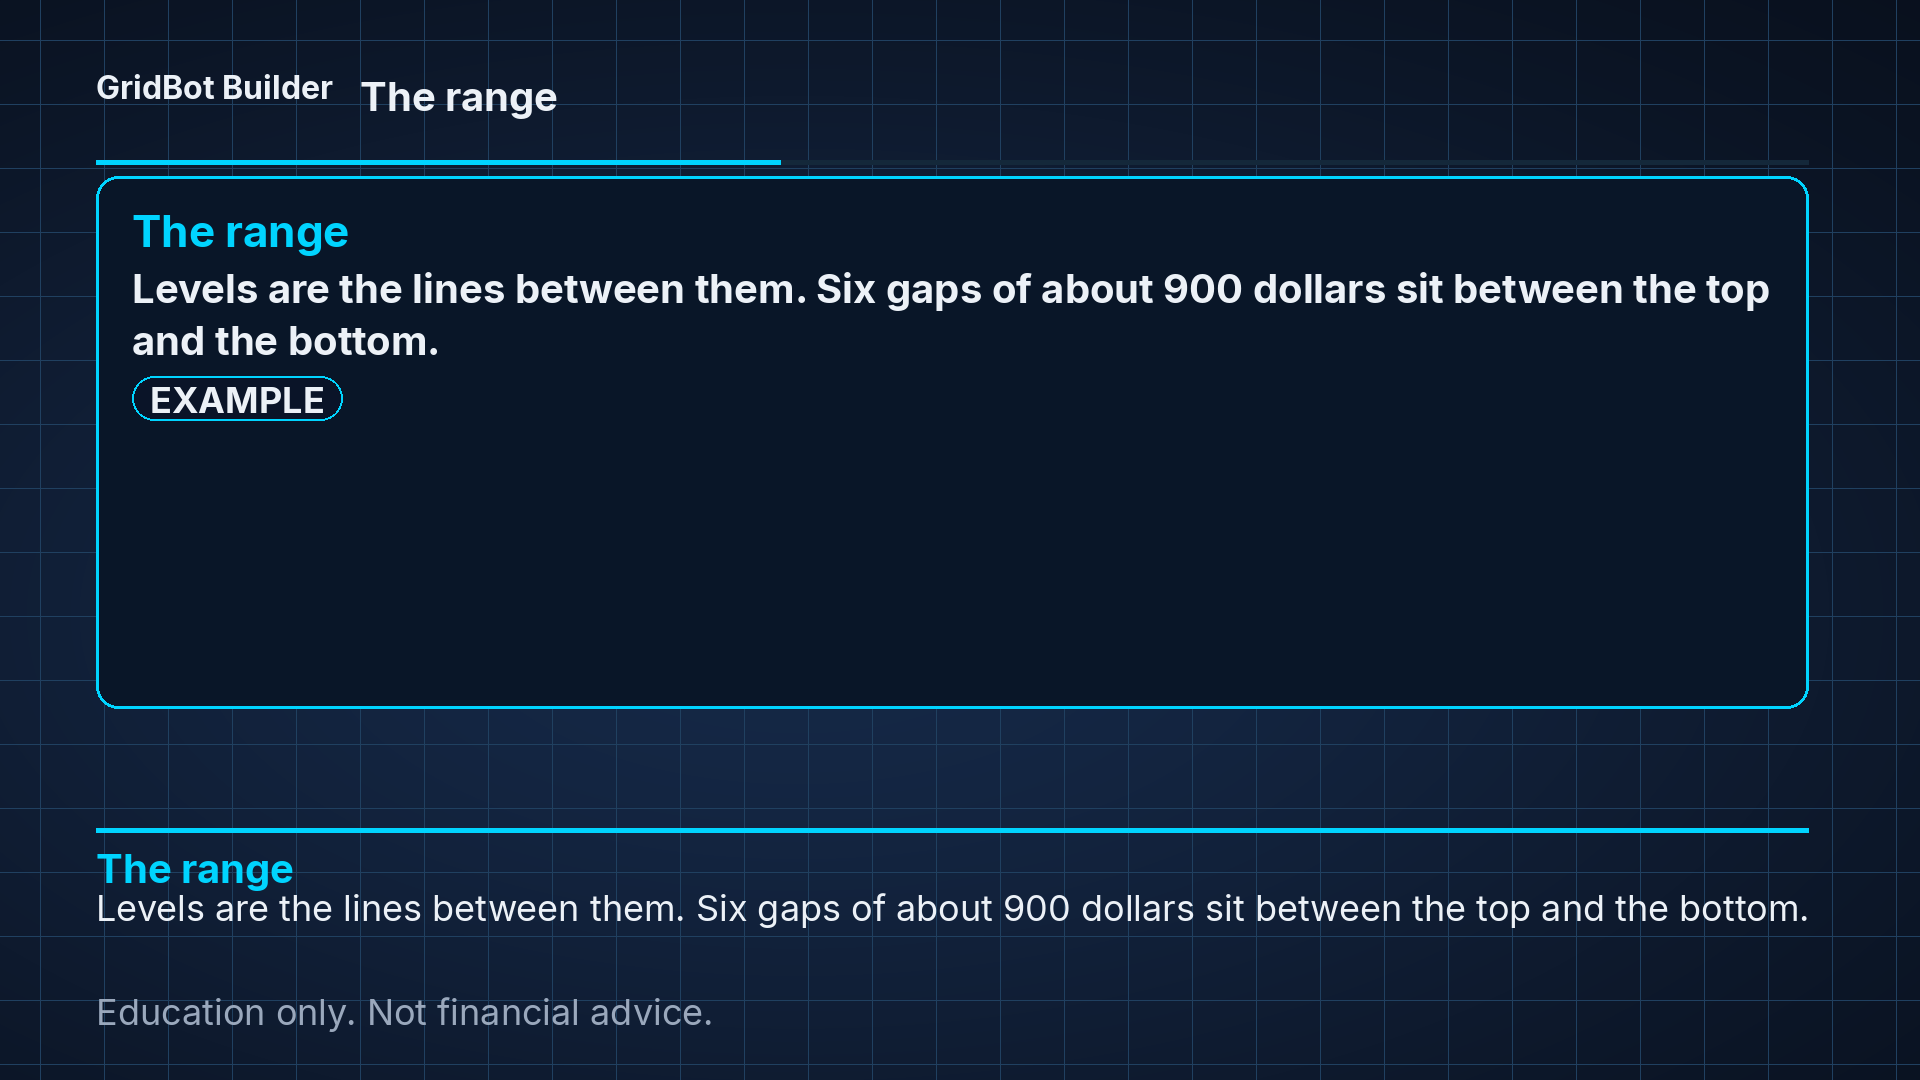 GridBot Builder The range
The range
Levels are the lines between them. Six gaps of about 900 dollars sit between the top
and the bottom.
EXAMPLE
The range
Levels are the lines between them. Six gaps of about 900 dollars sit between the top and the bottom.
Education only. Not financial advice.